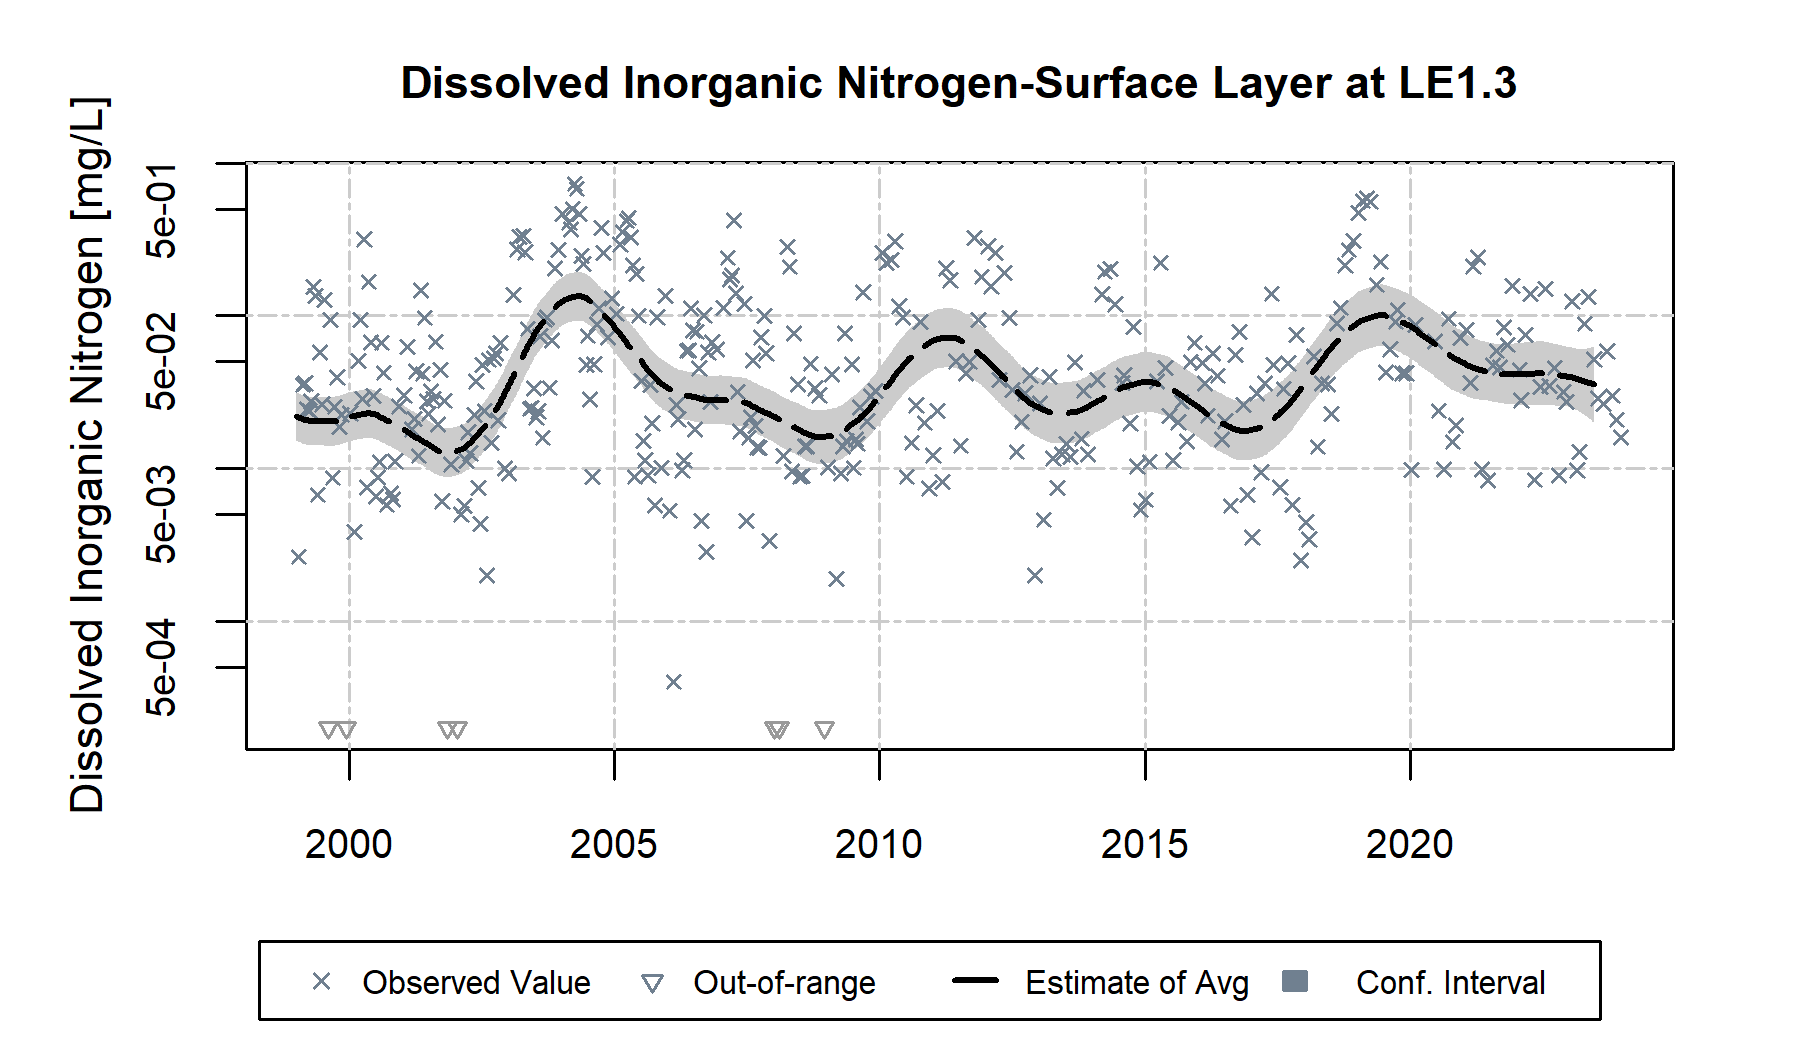 Dissolved Inorganic Nitrogen-Surface Layer at LE1.3
Dissolved Inorganic Nitrogen [mg/L]
5e-01
5e-02
5e-03
5e-04
2000 2005 2010 2015 2020
Observed Value Out-of-range Estimate of Avg Conf. Interval